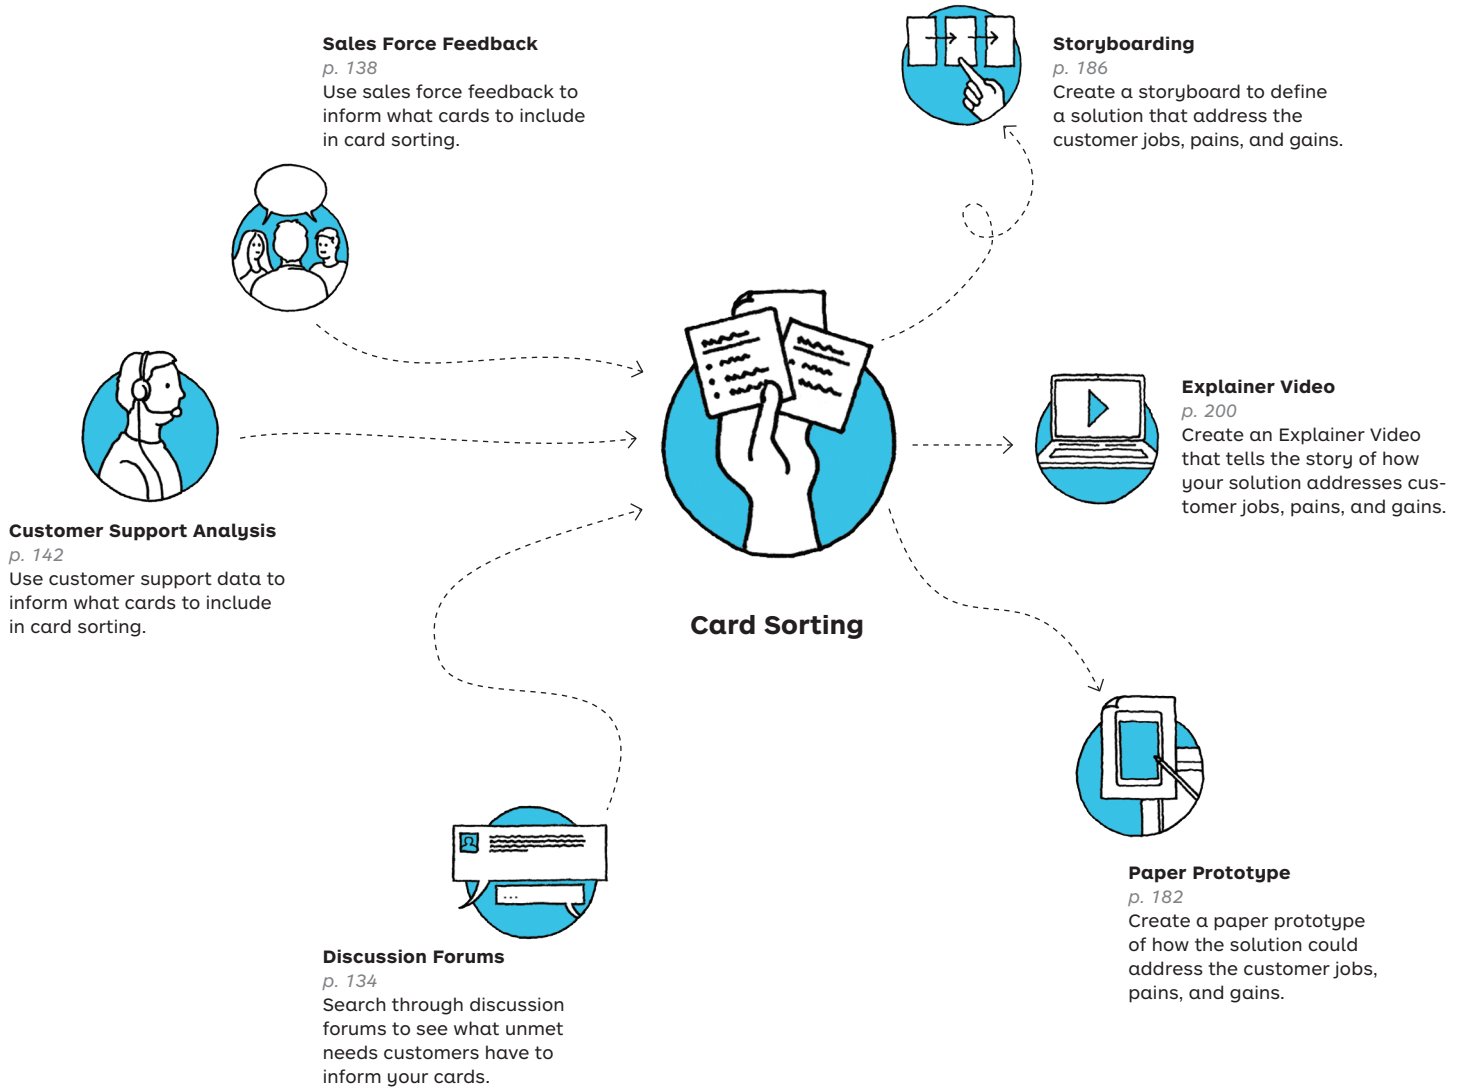 Sales Force Feedback
p. 138
Use sales force feedback to
inform what cards to include
in card sorting.
Customer Support Analysis
p. 142
Use customer support data to
inform what cards to include
in card sorting.
Discussion Forums
p. 134
Search through discussion
forums to see what unmet
needs customers have to
inform your cards.
Card Sorting
Storyboarding
p. 186
Create a storyboard to define
a solution that address the
customer jobs, pains, and gains.
Explainer Video
p. 200
Create an Explainer Video
that tells the story of how
your solution addresses cus-
tomer jobs, pains, and gains.
Paper Prototype
p. 182
Create a paper prototype
of how the solution could
address the customer jobs,
pains, and gains.